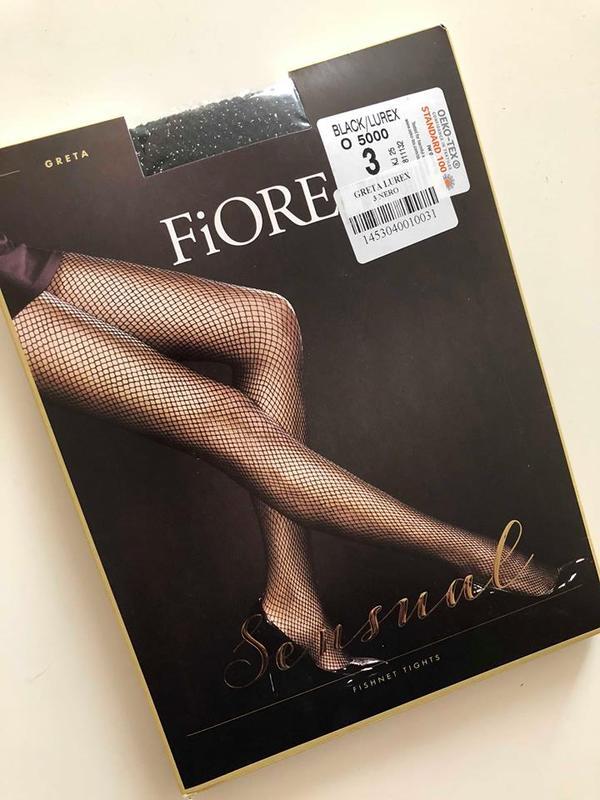 GRETA
FiORE
BLACK/LUREX
O 5000
3
OEKO-TEX®
STANDARD 100
GRETA LUREX
3 NERO
1453040010031
Sensual
FISHNET TIGHTS